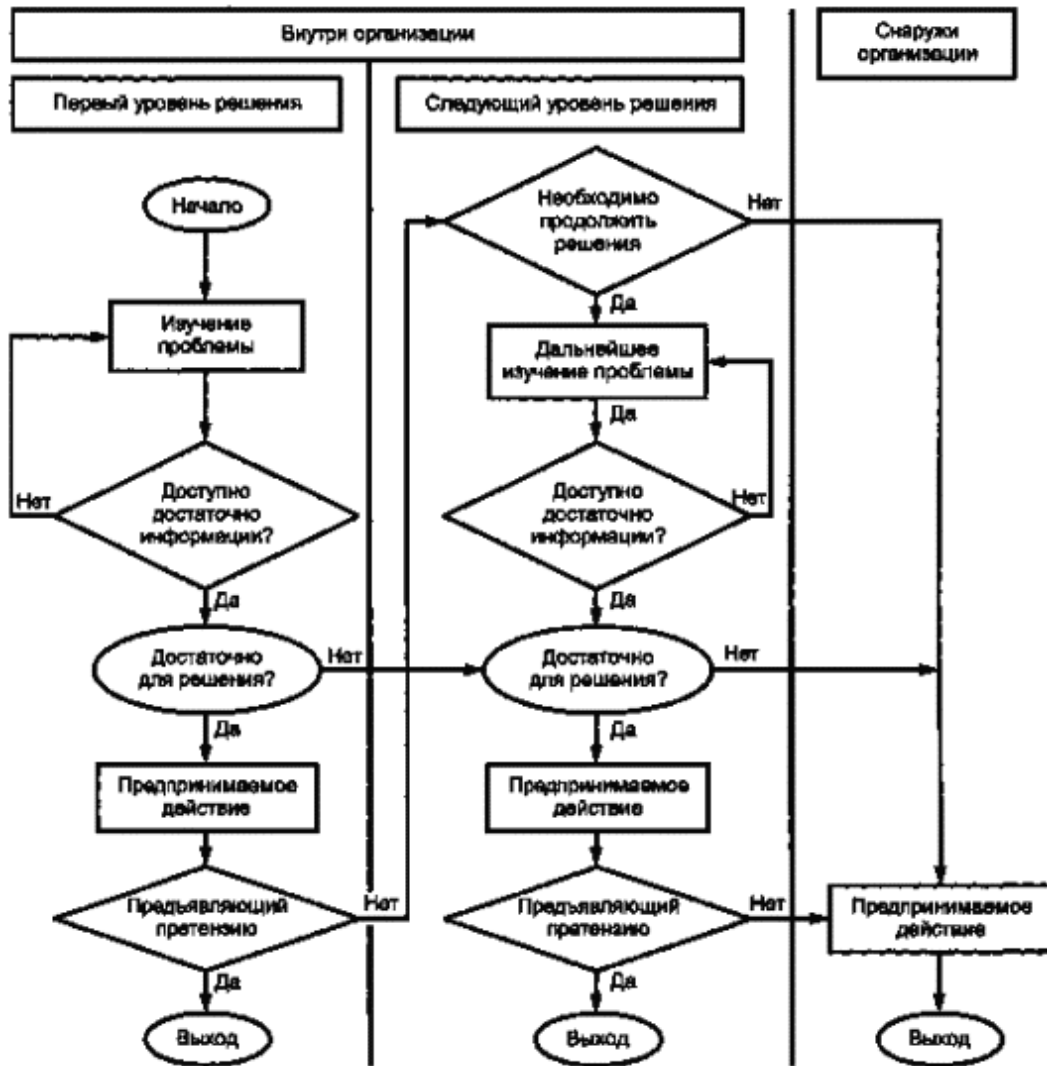 Внутри организации
Снаружи
организации
Первый уровень решения
Следующий уровень решения
Начало
Изучение
проблемы
Нет
Доступно
достаточно
информации?
Да
Достаточно
для решения?
Нет
Да
Предпринимаемое
действие
Предъявляющий
претензию
Нет
Да
Выход
Необходимо
продолжить
решения
Нет
Да
Дальнейшее
изучение проблемы
Да
Доступно
достаточно
информации?
Нет
Да
Достаточно
для решения?
Нет
Да
Предпринимаемое
действие
Предъявляющий
претензию
Нет
Да
Выход
Предпринимаемое
действие
Выход